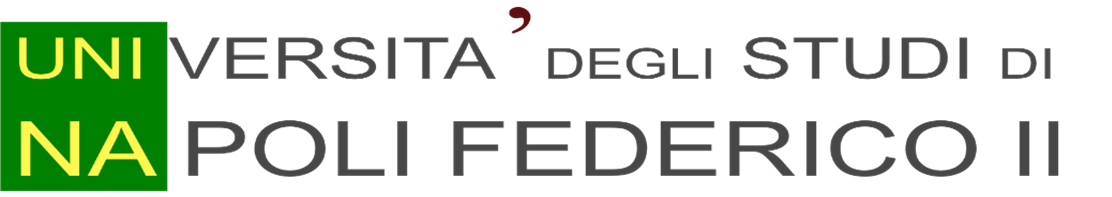 UNIVERSITA’ DEGLI STUDI DI
NAPOLI FEDERICO II